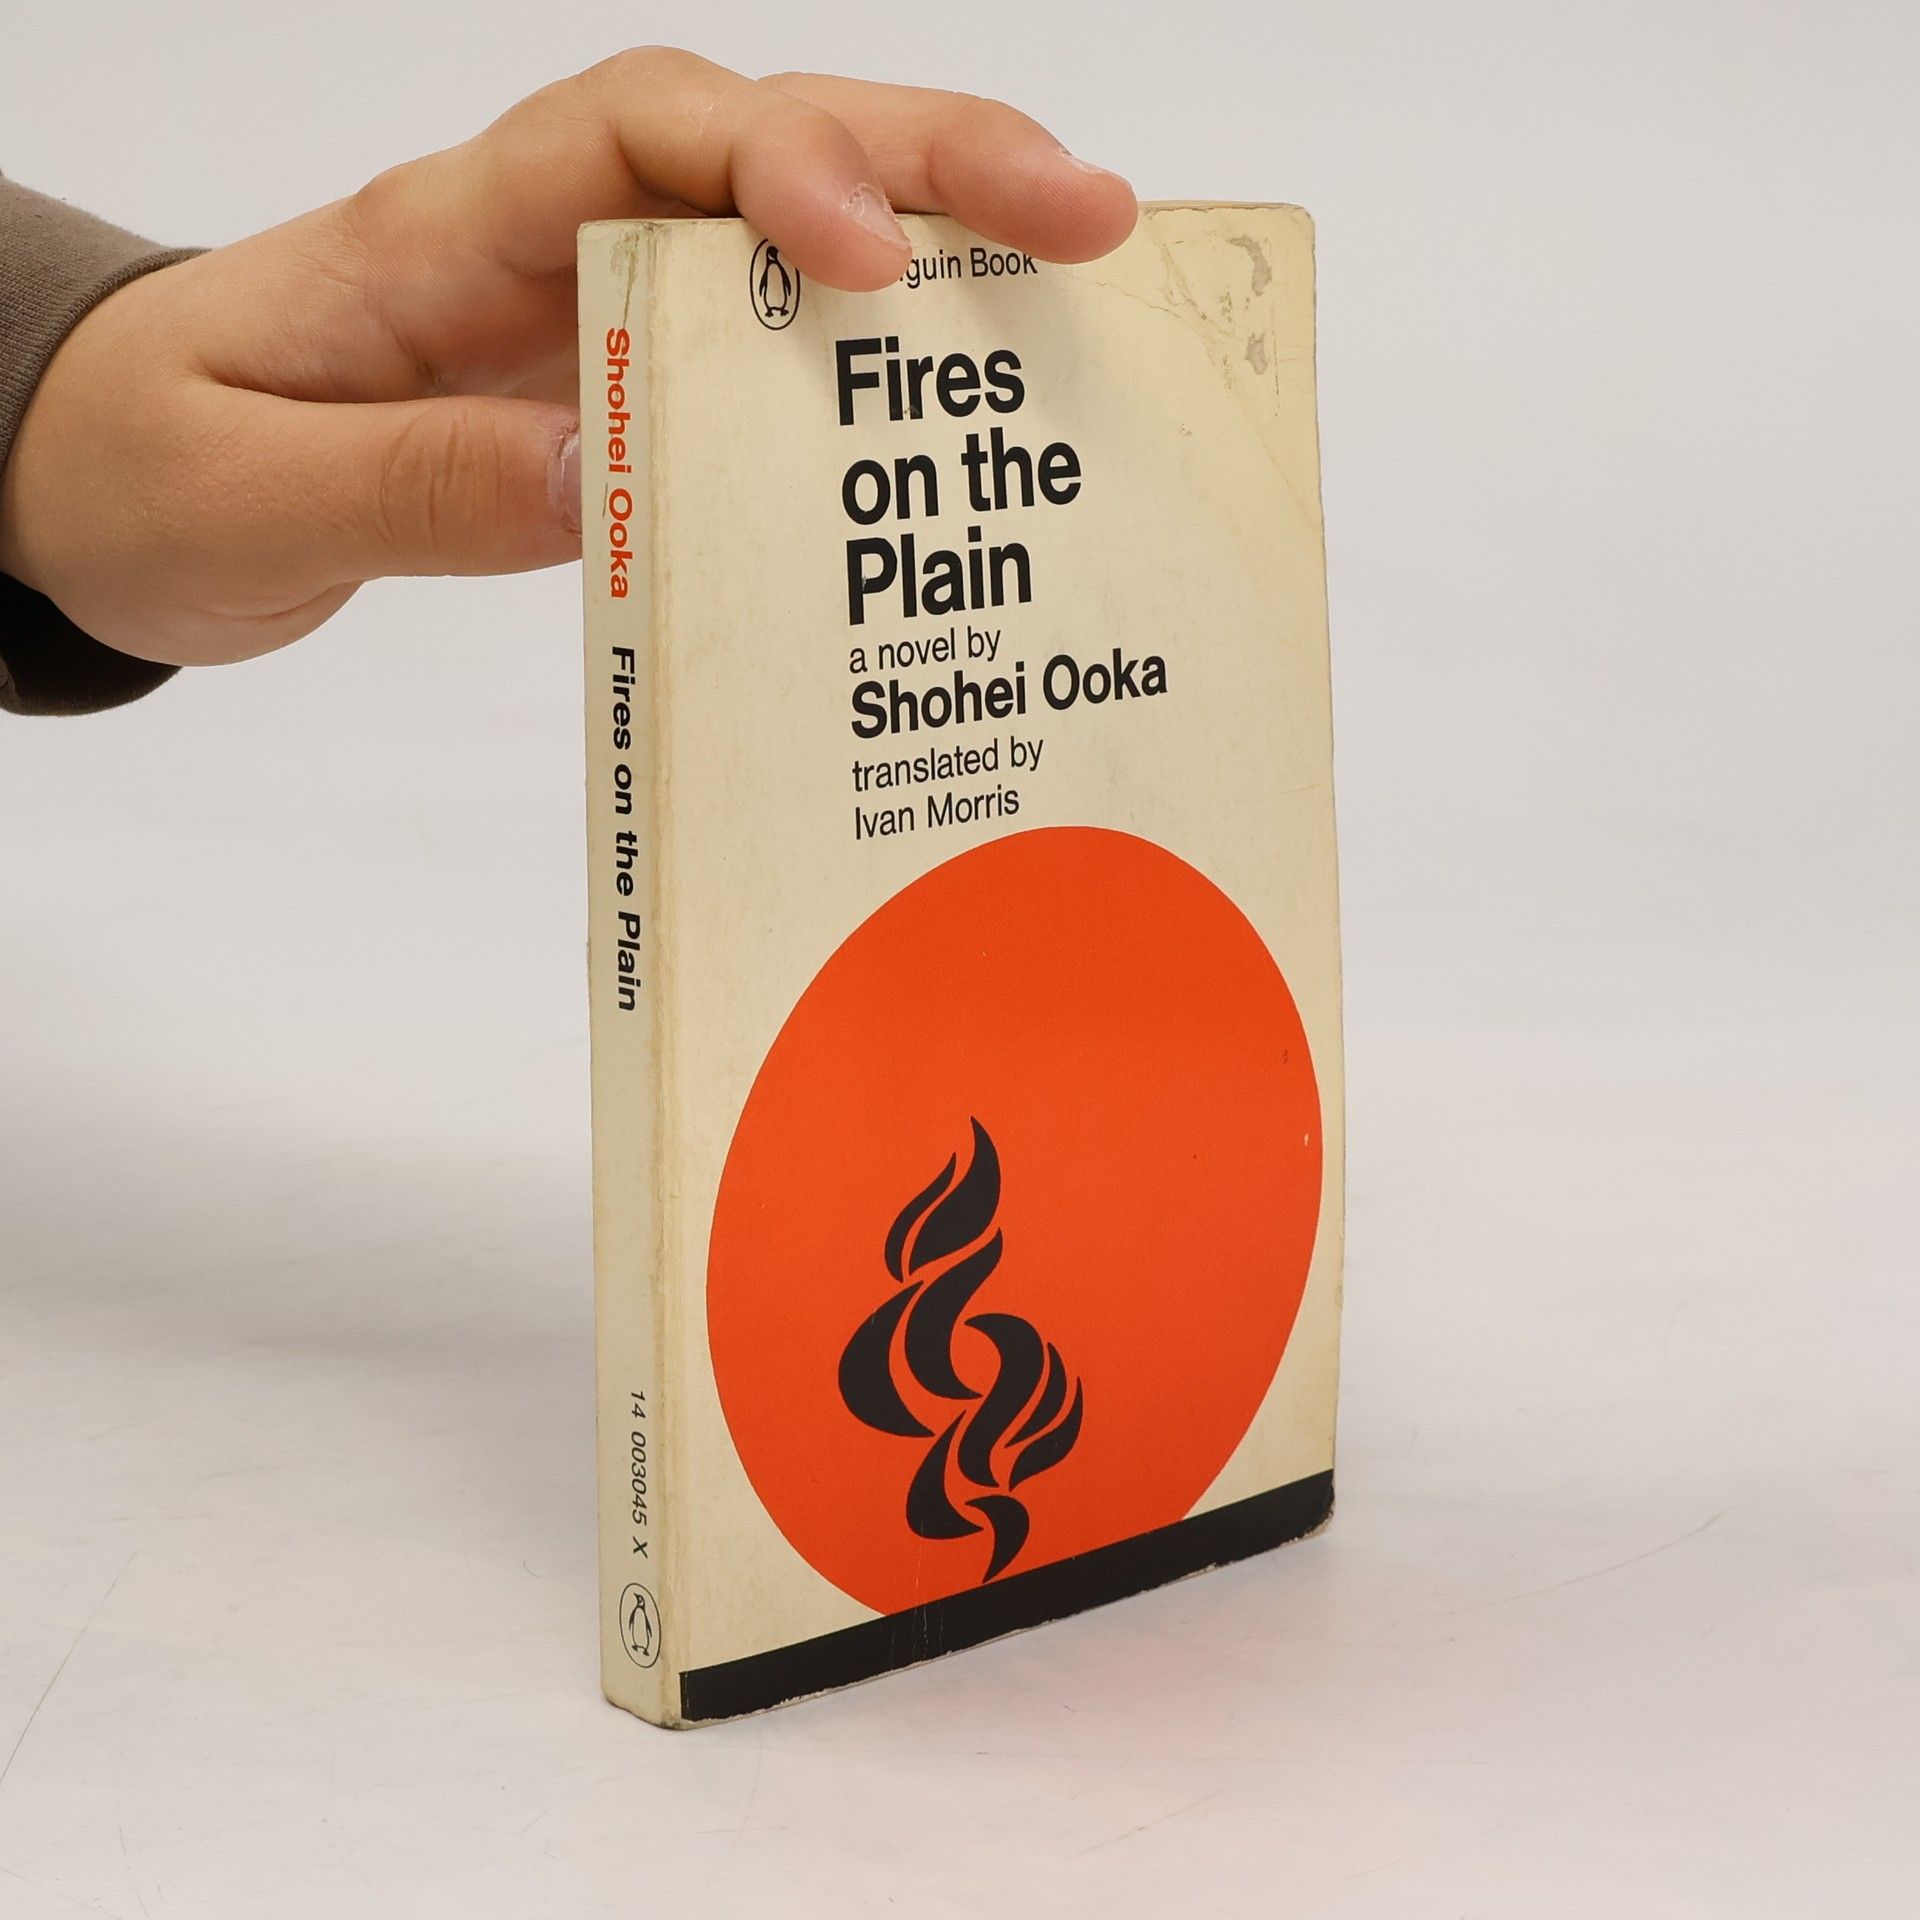 Book
Fires
on the
Plain
a novel by
Shohei Ooka
translated by
Ivan Morris
Shohei Ooka Fires on the Plain 14 003045 X